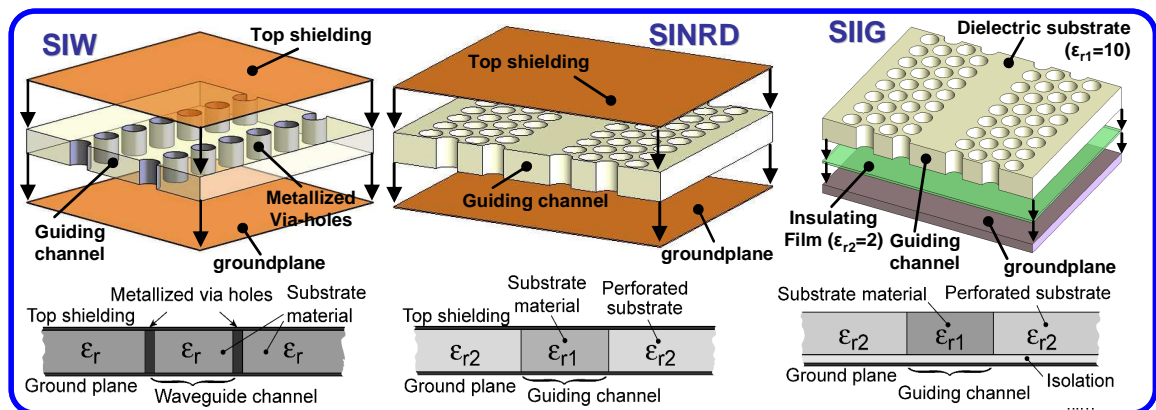 SIW
Top shielding
Guiding
channel
Metallized
Via-holes
groundplane
Metallized via holes
Substrate
material
Top shielding
εr
εr
εr
Ground plane
Waveguide channel
SINRD
Top shielding
Guiding channel
groundplane
Substrate
material
Perforated
substrate
Top shielding
εr2
εr1
εr2
Ground plane
Guiding channel
SIIG
Dielectric substrate
(εr1=10)
Insulating
Film (εr2=2)
Guiding
channel
groundplane
Substrate material
Perforated substrate
εr2
εr1
εr2
Ground plane
Isolation
Guiding channel
......